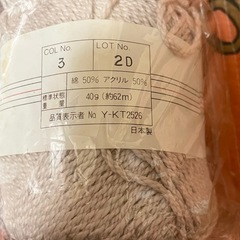 COL No. LOT No.
3 2D
綿 50% アクリル 50%
標準状態重量 40g (約62m)
品質表示者 No Y-KT2526
日本製